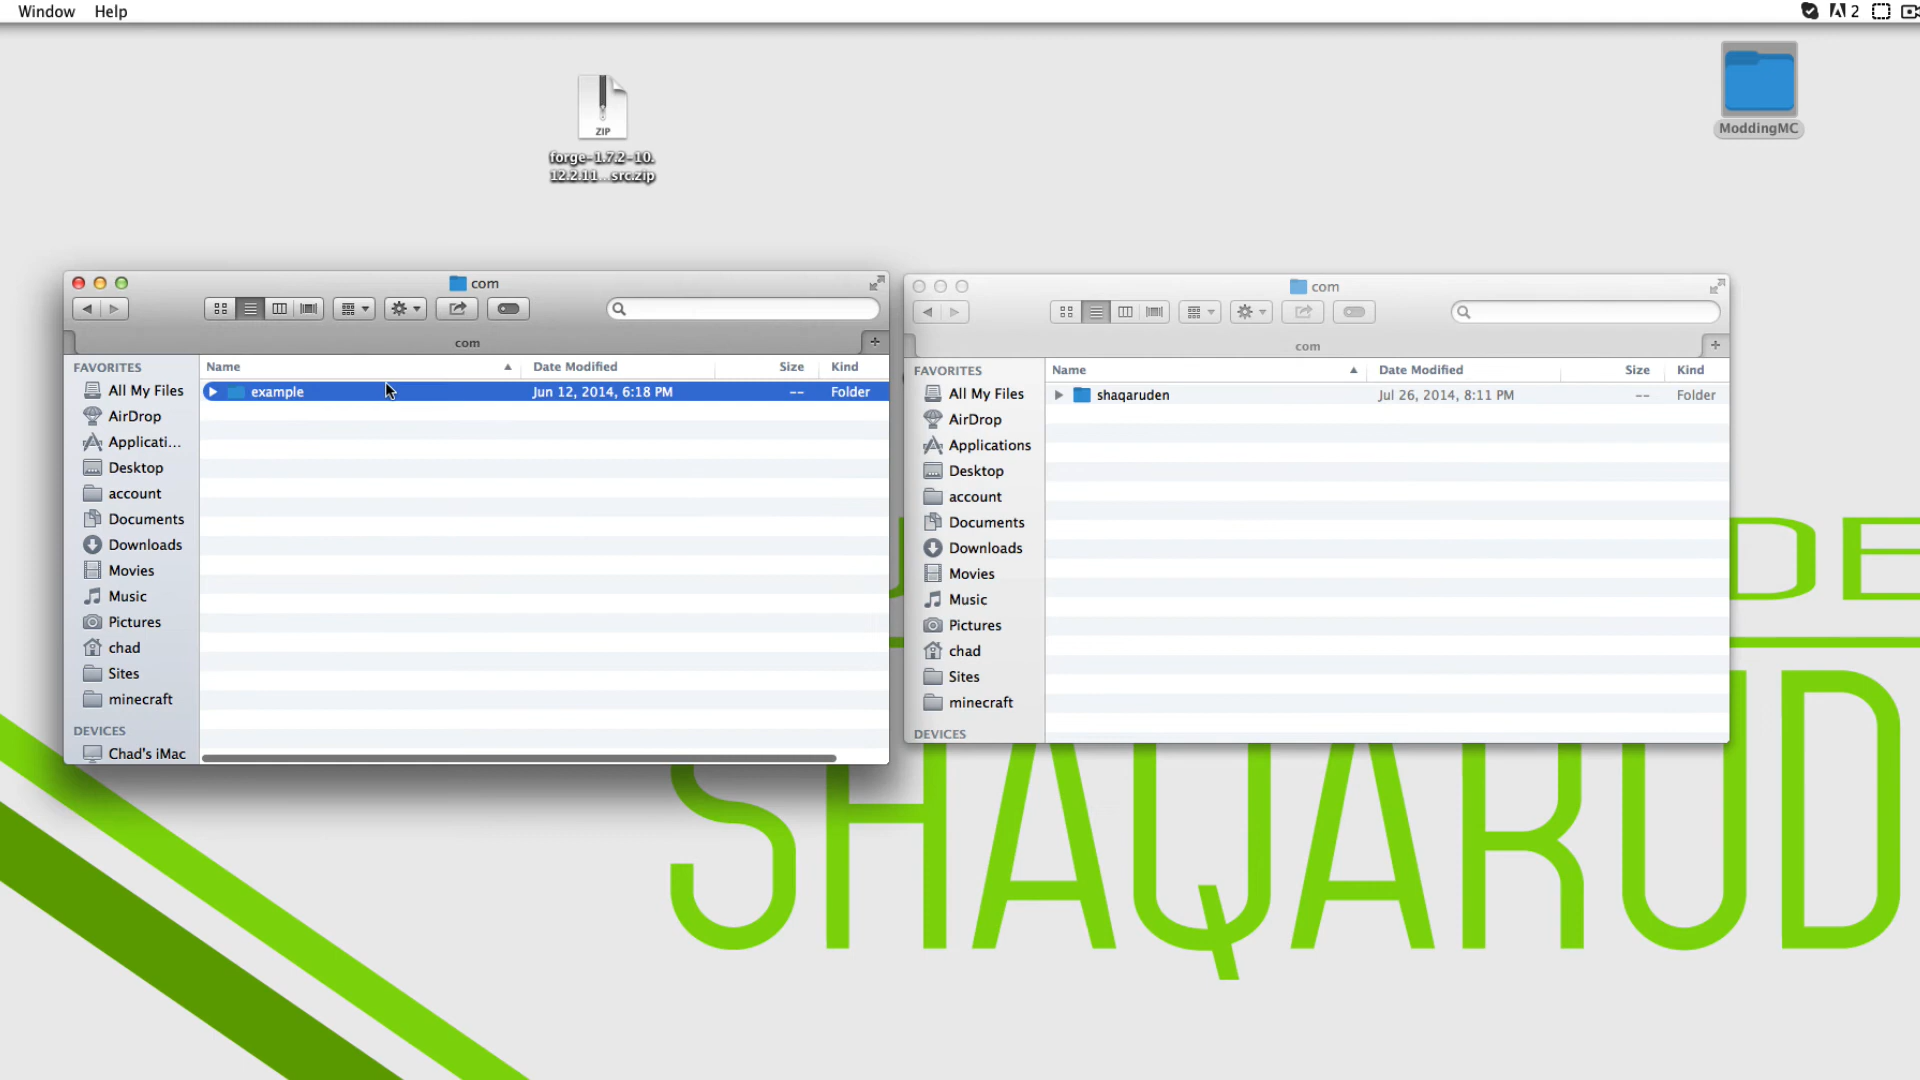 Window Help
2
ZIP
forge-1.7.2-10.
12.2.11...src.zip
ModdingMC
com
com
Name Date Modified Size Kind
example Jun 12, 2014, 6:18 PM -- Folder
FAVORITES
All My Files
AirDrop
Applicati...
Desktop
account
Documents
Downloads
Movies
Music
Pictures
chad
Sites
minecraft
DEVICES
Chad's iMac
com
com
Name Date Modified Size Kind
shaqaruden Jul 26, 2014, 8:11 PM -- Folder
FAVORITES
All My Files
AirDrop
Applications
Desktop
account
Documents
Downloads
Movies
Music
Pictures
chad
Sites
minecraft
DEVICES
DE
SHAQARUD